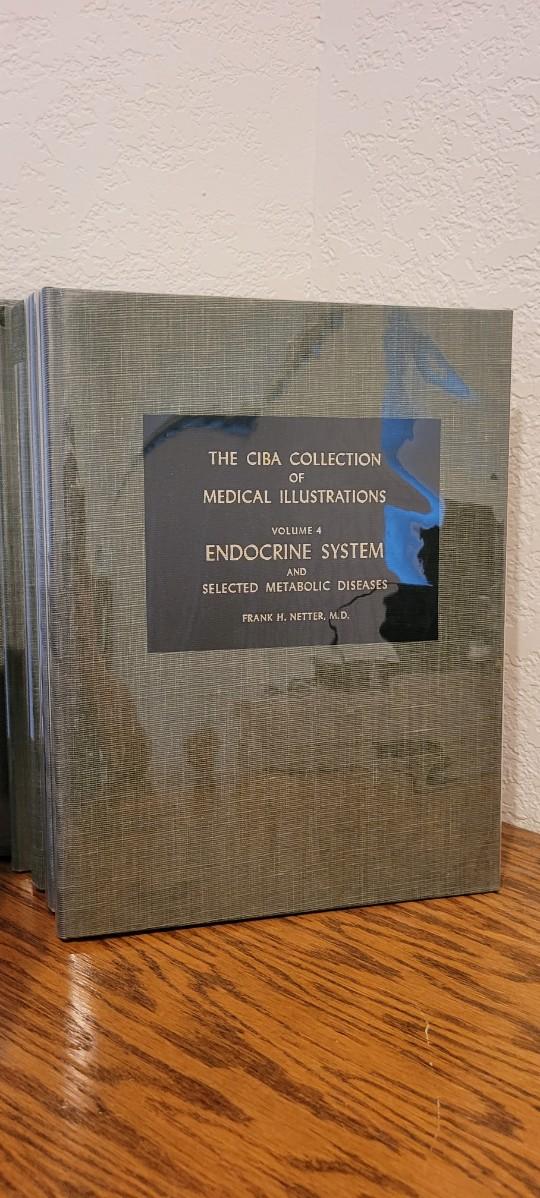 THE CIBA COLLECTION
OF
MEDICAL ILLUSTRATIONS
VOLUME 4
ENDOCRINE SYSTEM
AND
SELECTED METABOLIC DISEASES
FRANK H. NETTER, M.D.